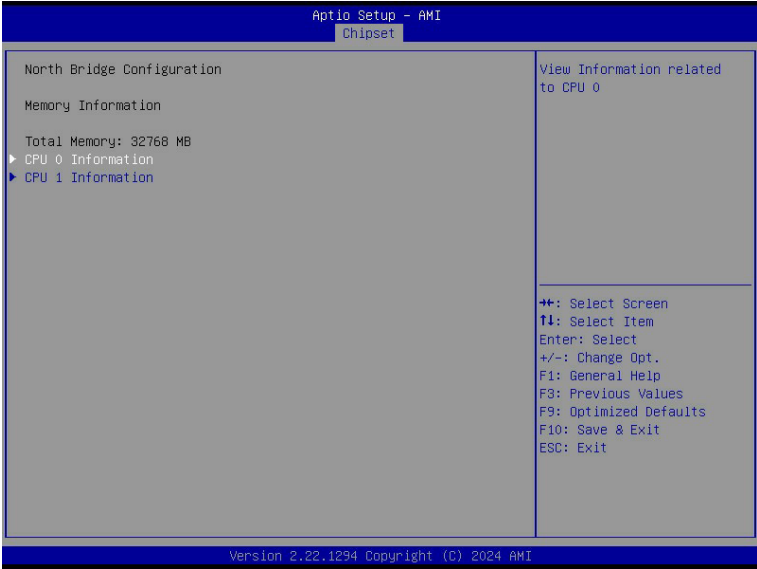 Aptio Setup – AMI
Chipset
North Bridge Configuration
Memory Information
Total Memory: 32768 MB
CPU 0 Information
CPU 1 Information
View Information related
to CPU 0
→←: Select Screen
↑↓: Select Item
Enter: Select
+/-: Change Opt.
F1: General Help
F3: Previous Values
F9: Optimized Defaults
F10: Save & Exit
ESC: Exit
Version 2.22.1294 Copyright (C) 2024 AMI